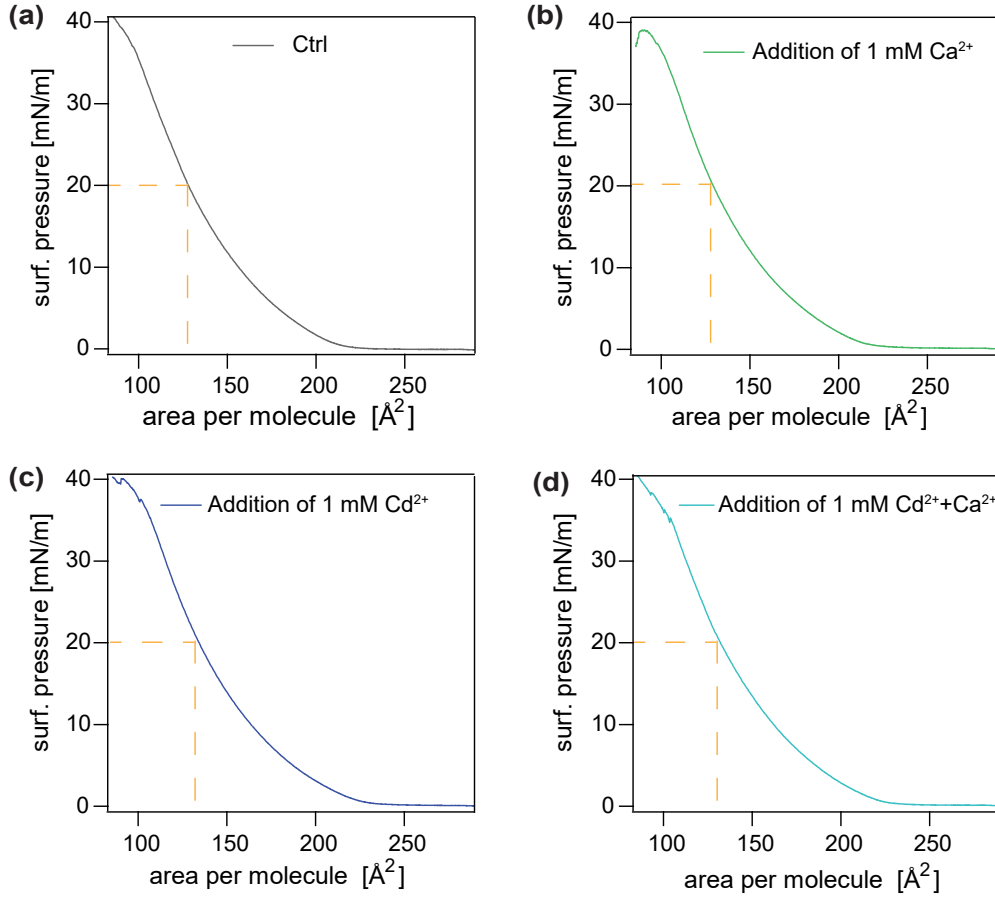 (a)
Ctrl
surf. pressure [mN/m]
40
30
20
10
0
100 150 200 250
area per molecule [Å²]
(b)
Addition of 1 mM Ca²⁺
surf. pressure [mN/m]
40
30
20
10
0
100 150 200 250
area per molecule [Å²]
(c)
Addition of 1 mM Cd²⁺
surf. pressure [mN/m]
40
30
20
10
0
100 150 200 250
area per molecule [Å²]
(d)
Addition of 1 mM Cd²⁺+Ca²⁺
surf. pressure [mN/m]
40
30
20
10
0
100 150 200 250
area per molecule [Å²]